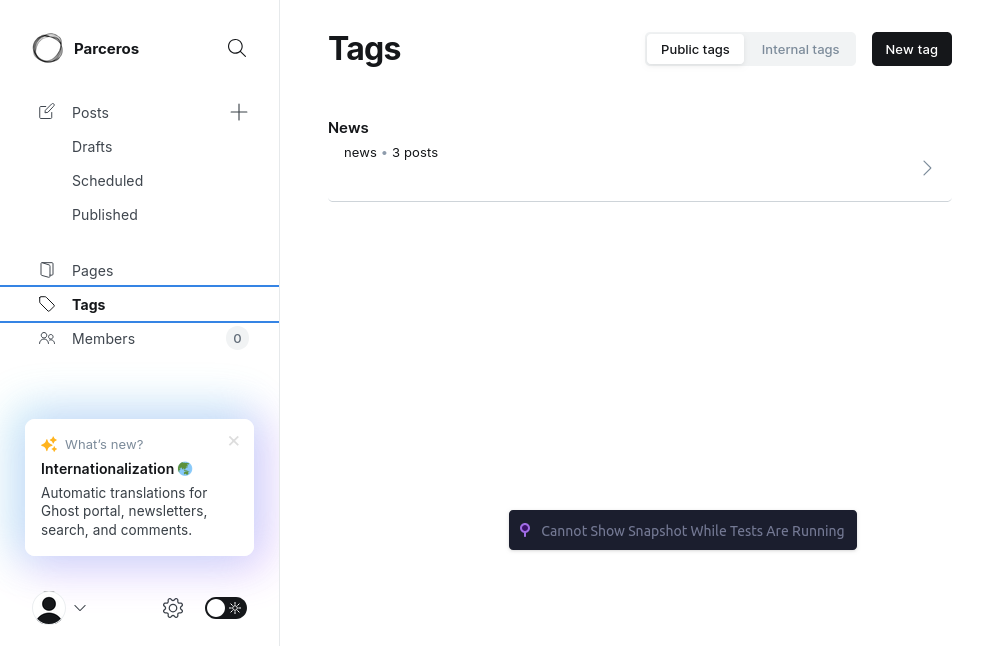 Parceros
Posts
Drafts
Scheduled
Published
Pages
Tags
Members
0
What's new?
Internationalization
Automatic translations for
Ghost portal, newsletters,
search, and comments.
Tags
Public tags
Internal tags
New tag
News
news • 3 posts
Cannot Show Snapshot While Tests Are Running